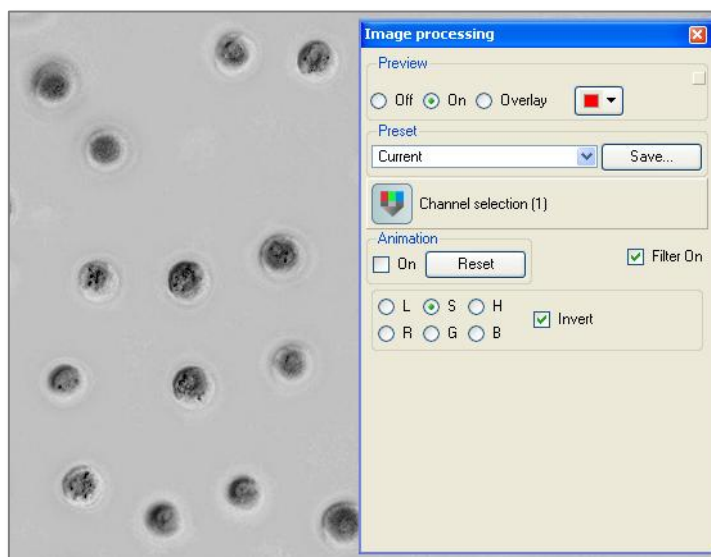 Image processing
Preview
Off On Overlay
Preset
Current Save...
Channel selection (1)
Animation
On Reset Filter On
L S H
Invert
R G B